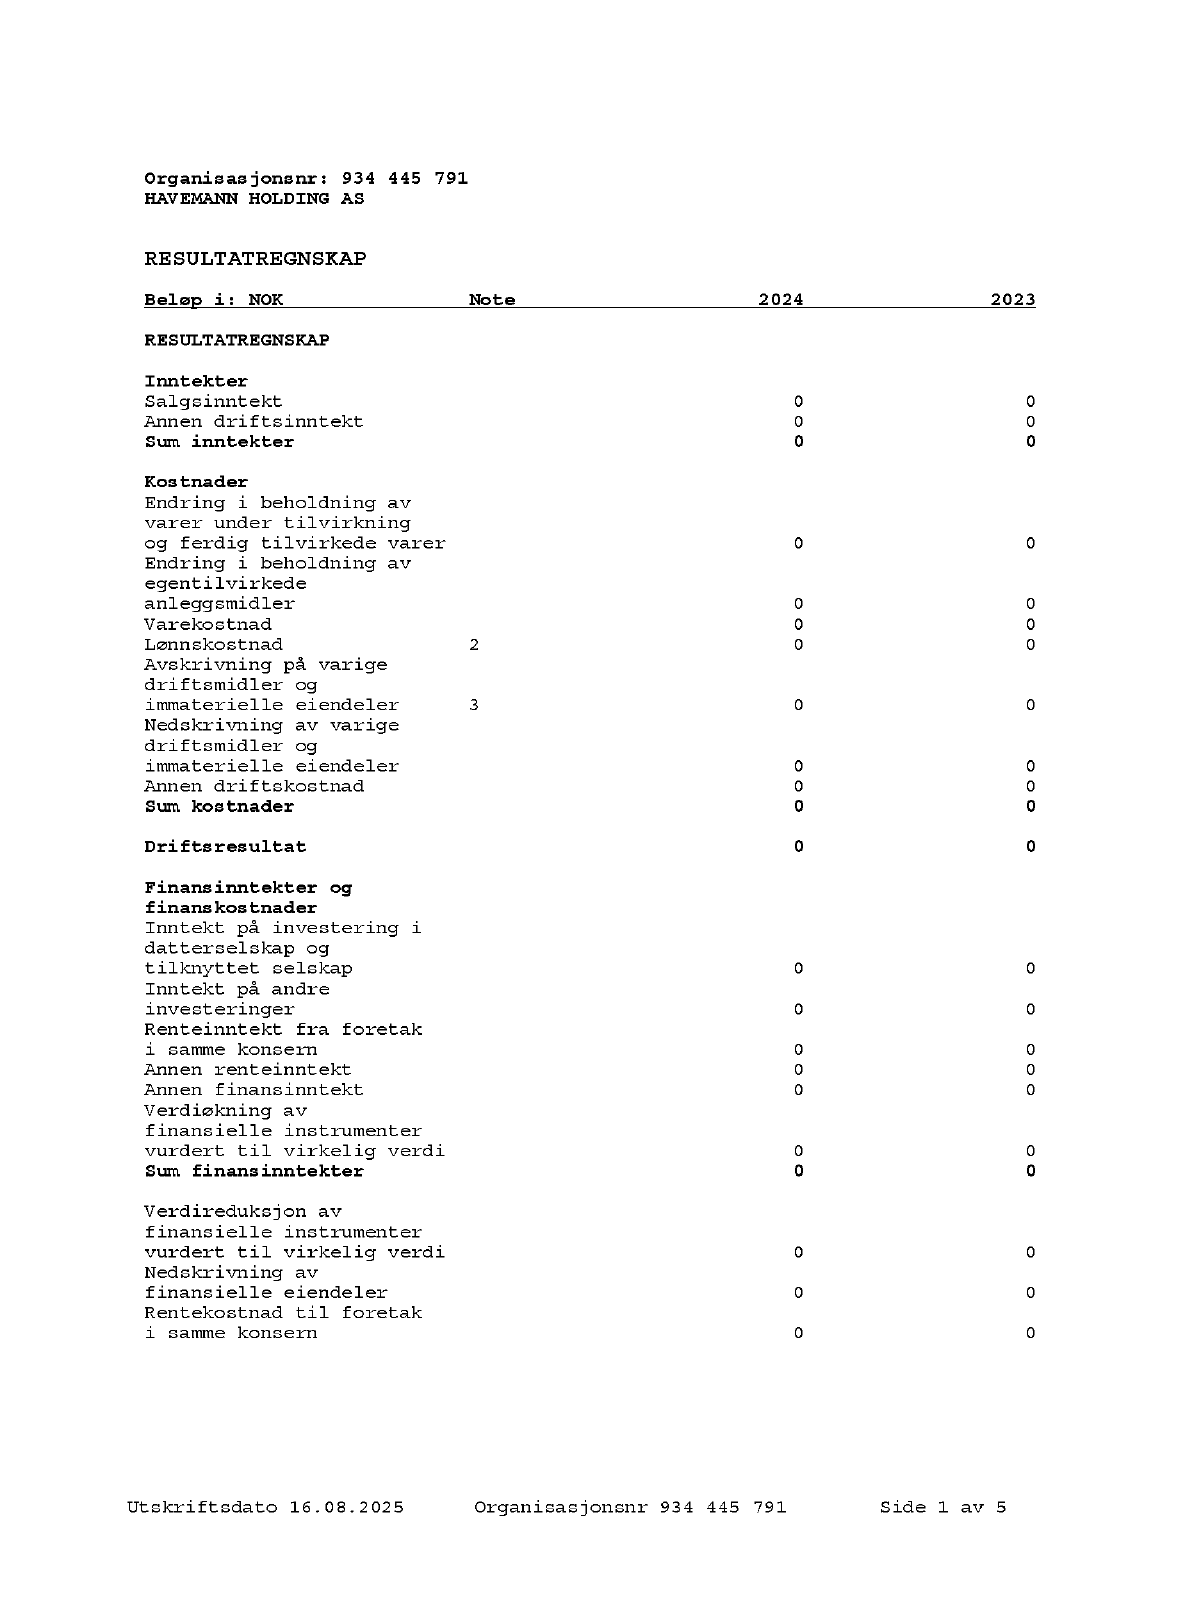 Organisasjonsnr: 934 445 791
HAVEMANN HOLDING AS
RESULTATREGNSKAP
Beløp i: NOK Note 2024 2023
RESULTATREGNSKAP
Inntekter
Salgsinntekt 0 0
Annen driftsinntekt 0 0
Sum inntekter 0 0
Kostnader
Endring i beholdning av
varer under tilvirkning
og ferdig tilvirkede varer 0 0
Endring i beholdning av
egentilvirkede
anleggsmidler 0 0
Varekostnad 0 0
Lønnskostnad 2 0 0
Avskrivning på varige
driftsmidler og
immaterielle eiendeler 3 0 0
Nedskrivning av varige
driftsmidler og
immaterielle eiendeler 0 0
Annen driftskostnad 0 0
Sum kostnader 0 0
Driftsresultat 0 0
Finansinntekter og
finanskostnader
Inntekt på investering i
datterselskap og
tilknyttet selskap 0 0
Inntekt på andre
investeringer 0 0
Renteinntekt fra foretak
i samme konsern 0 0
Annen renteinntekt 0 0
Annen finansinntekt 0 0
Verdiøkning av
finansielle instrumenter
vurdert til virkelig verdi 0 0
Sum finansinntekter 0 0
Verdireduksjon av
finansielle instrumenter
vurdert til virkelig verdi 0 0
Nedskrivning av
finansielle eiendeler 0 0
Rentekostnad til foretak
i samme konsern 0 0
Utskriftsdato 16.08.2025 Organisasjonsnr 934 445 791 Side 1 av 5